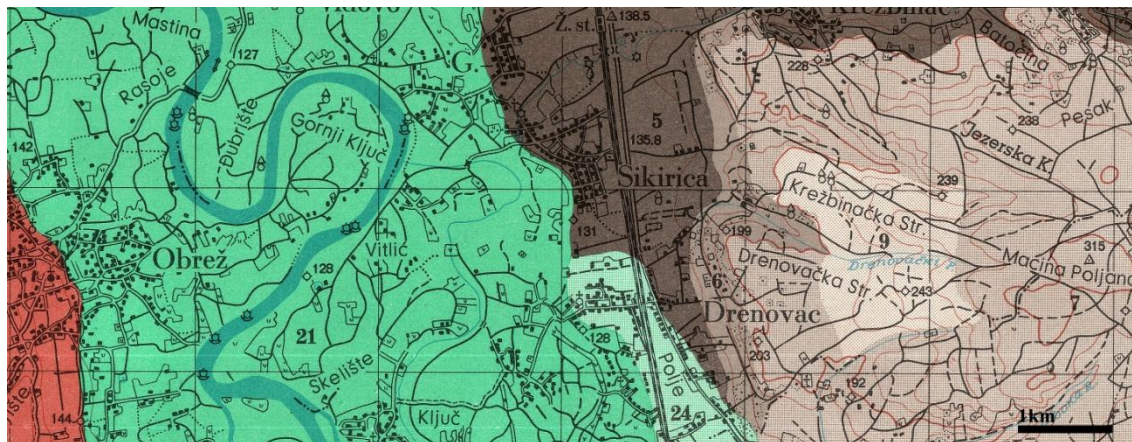 Mastina
Ž. st.
138.5
Krežbinac
Batočina
127
G.
228
Rasoje
238
Pesak
Đubrište
Gornji Ključ
5
135.8
Jezerska K.
142
Sikirica
239
Krežbinačka Str.
131
199
9
315
Obrež
Vitlić
Drenovačka Str.
Drenovački P.
Maćina Poljana
128
6
243
7
Drenovac
21
128
203
Skelište
Polje
192
144
Ključ
24
1km